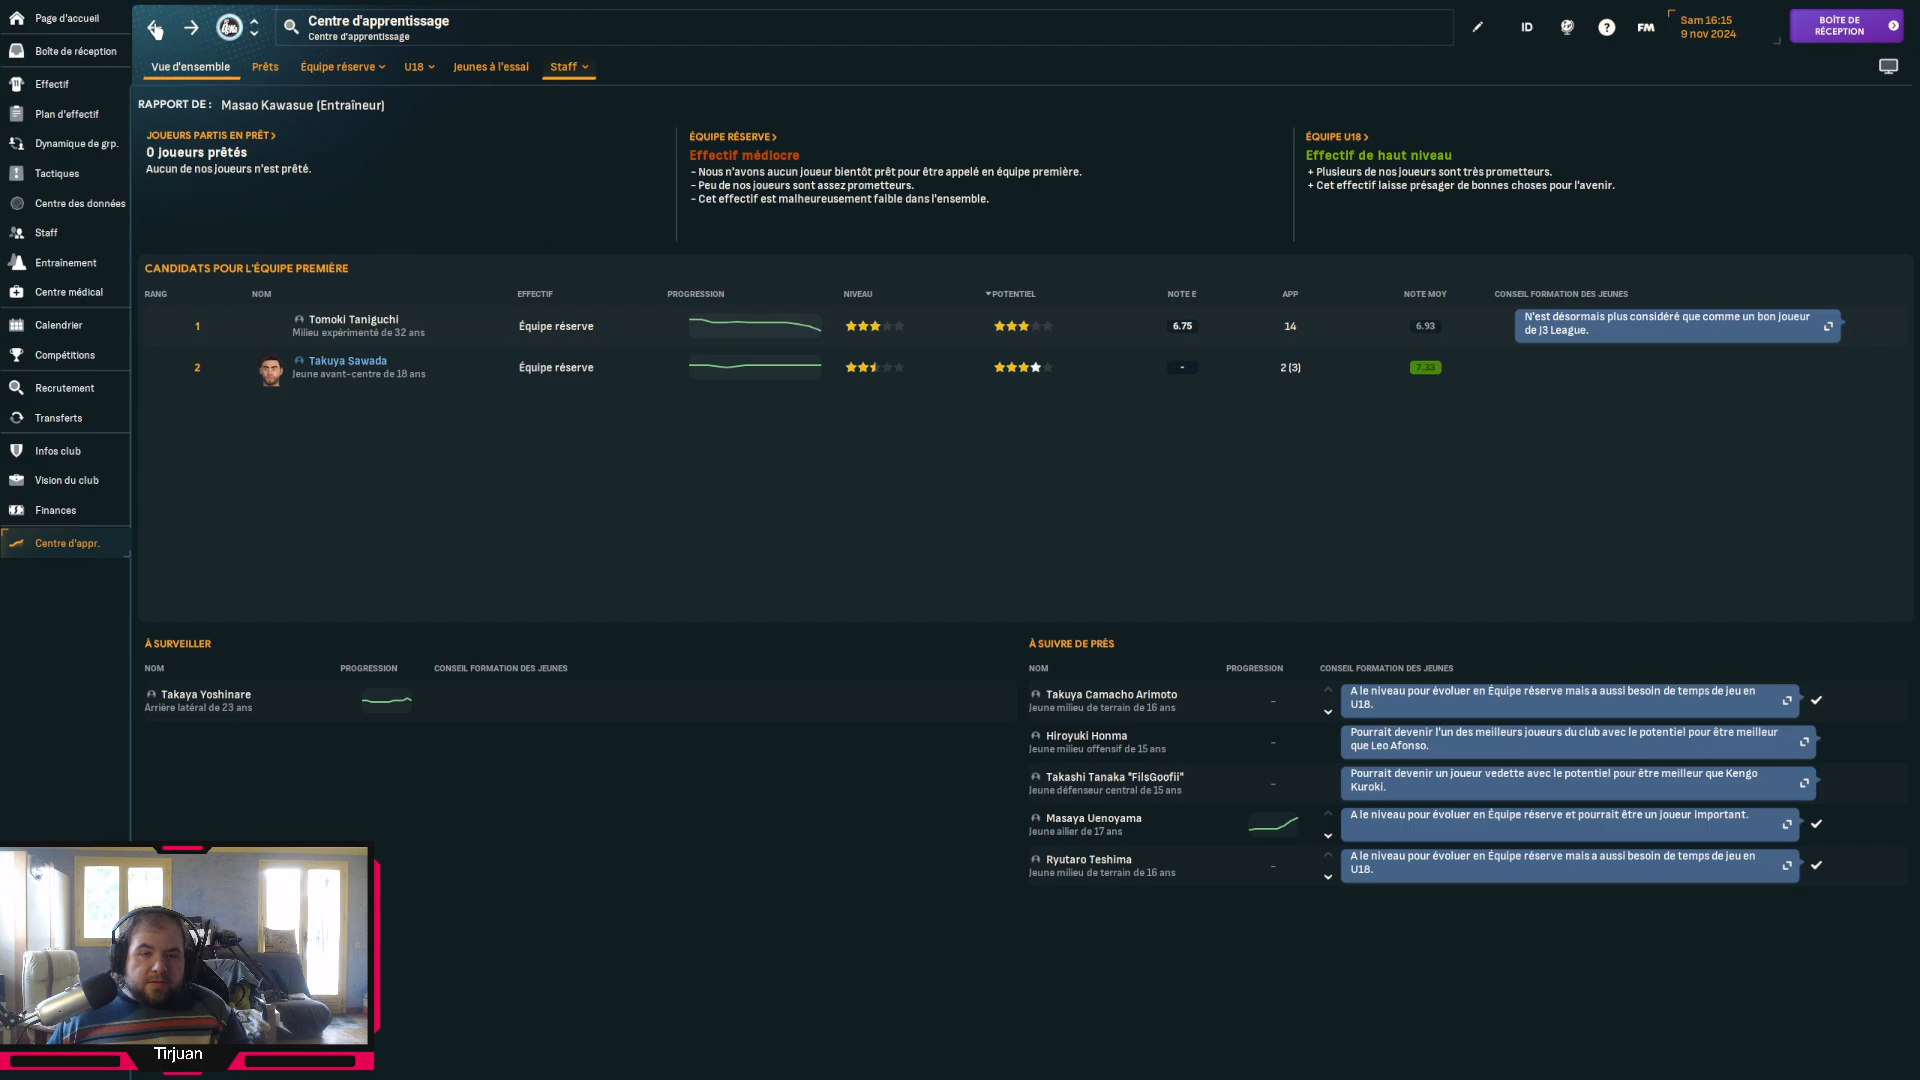 Page d'accueil
Boîte de réception
Effectif
Plan d'effectif
Dynamique de grp.
Tactiques
Centre des données
Staff
Entraînement
Centre médical
Calendrier
Compétitions
Recrutement
Transferts
Infos club
Vision du club
Finances
Centre d'appr.
Centre d'apprentissage
Centre d'apprentissage
ID
?
FM
Sam 16:15
9 nov 2024
BOÎTE DE
RÉCEPTION
Vue d'ensemble
Prêts
Équipe réserve
U18
Jeunes à l'essai
Staff
RAPPORT DE : Masao Kawasue (Entraîneur)
JOUEURS PARTIS EN PRÊT >
0 joueurs prêtés
Aucun de nos joueurs n'est prêté.
ÉQUIPE RÉSERVE >
Effectif médiocre
- Nous n'avons aucun joueur bientôt prêt pour être appelé en équipe première.
- Peu de nos joueurs sont assez prometteurs.
- Cet effectif est malheureusement faible dans l'ensemble.
ÉQUIPE U18 >
Effectif de haut niveau
+ Plusieurs de nos joueurs sont très prometteurs.
+ Cet effectif laisse présager de bonnes choses pour l'avenir.
CANDIDATS POUR L'ÉQUIPE PREMIÈRE
RANG NOM EFFECTIF PROGRESSION NIVEAU POTENTIEL NOTE E APP NOTE MOY CONSEIL FORMATION DES JEUNES
1 Tomoki Taniguchi Équipe réserve 6.75 14 6.93
Milieu expérimenté de 32 ans
N'est désormais plus considéré que comme un bon joueur
de J3 League.
2 Takuya Sawada Équipe réserve - 2 (3) 7.33
Jeune avant-centre de 18 ans
À SURVEILLER
NOM PROGRESSION CONSEIL FORMATION DES JEUNES
Takaya Yoshinare
Arrière latéral de 23 ans
À SUIVRE DE PRÈS
NOM PROGRESSION CONSEIL FORMATION DES JEUNES
Takuya Camacho Arimoto -
Jeune milieu de terrain de 16 ans
A le niveau pour évoluer en Équipe réserve mais a aussi besoin de temps de jeu en
U18.
Hiroyuki Honma -
Jeune milieu offensif de 15 ans
Pourrait devenir l'un des meilleurs joueurs du club avec le potentiel pour être meilleur
que Leo Afonso.
Takashi Tanaka "FilsGoofii" -
Jeune défenseur central de 15 ans
Pourrait devenir un joueur vedette avec le potentiel pour être meilleur que Kengo
Kuroki.
Masaya Uenoyama
Jeune ailier de 17 ans
A le niveau pour évoluer en Équipe réserve et pourrait être un joueur important.
Ryutaro Teshima -
Jeune milieu de terrain de 16 ans
A le niveau pour évoluer en Équipe réserve mais a aussi besoin de temps de jeu en
U18.
Tirjuan